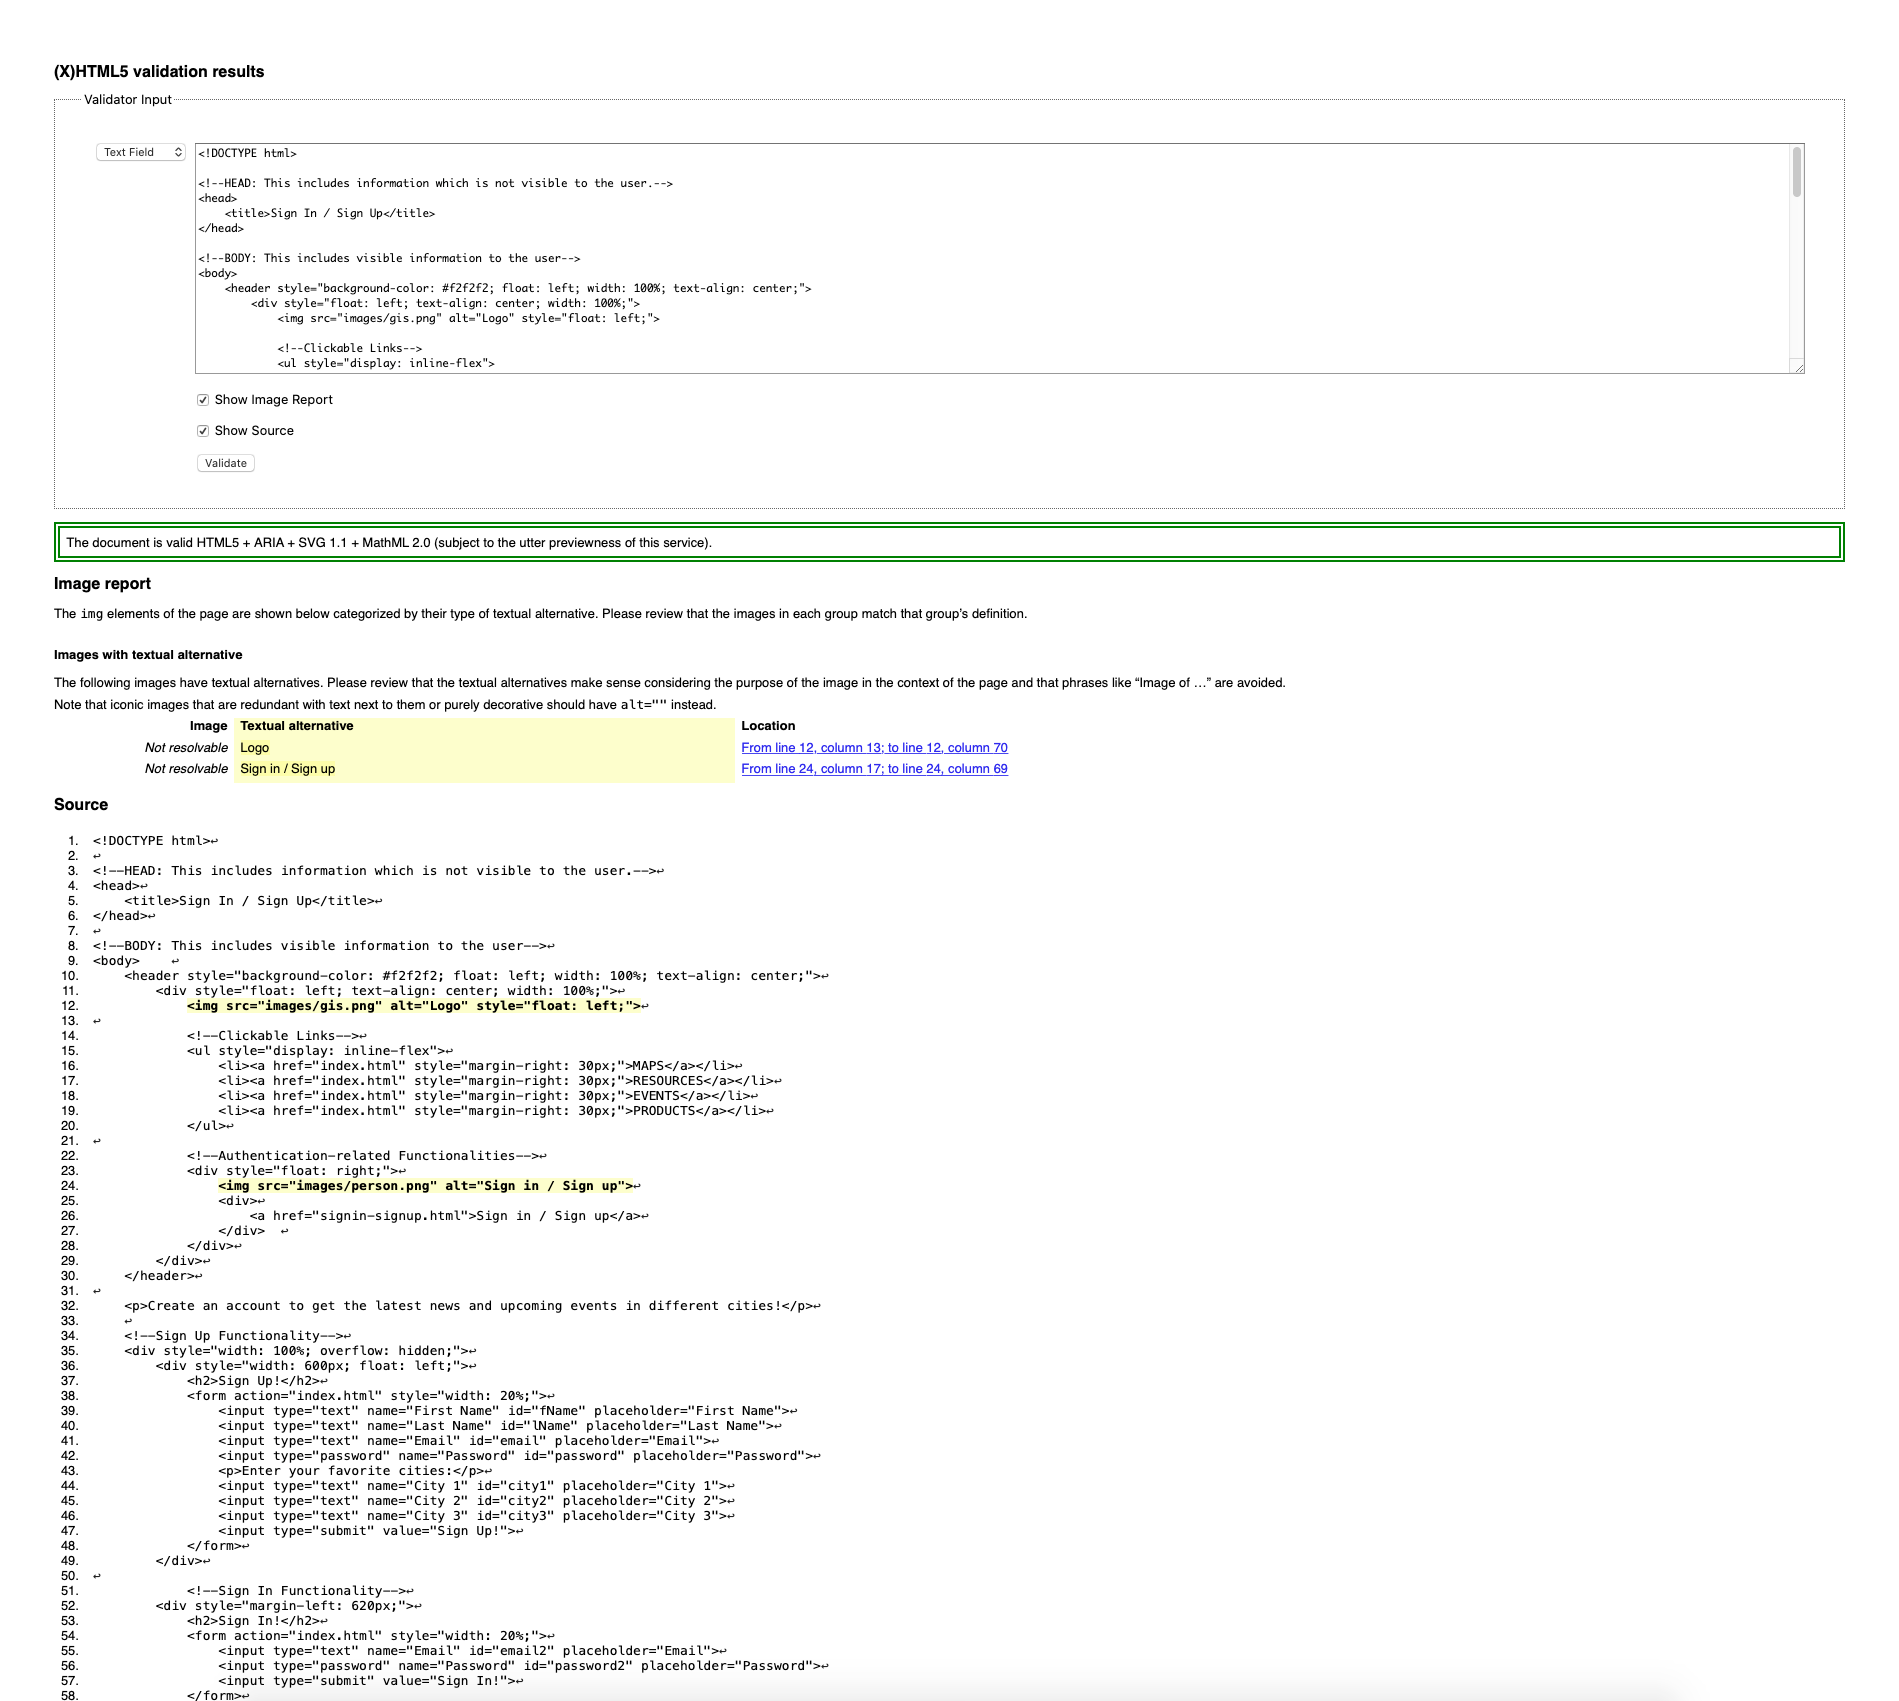 (X)HTML5 validation results
Validator Input
Text Field
<!DOCTYPE html>
<!--HEAD: This includes information which is not visible to the user.-->
<head>
<title>Sign In / Sign Up</title>
</head>
<!--BODY: This includes visible information to the user-->
<body>
<header style="background-color: #f2f2f2; float: left; width: 100%; text-align: center;">
<div style="float: left; text-align: center; width: 100%;">
<img src="images/gis.png" alt="Logo" style="float: left;">
<!--Clickable Links-->
<ul style="display: inline-flex">
Show Image Report
Show Source
Validate
The document is valid HTML5 + ARIA + SVG 1.1 + MathML 2.0 (subject to the utter previewness of this service).
Image report
The img elements of the page are shown below categorized by their type of textual alternative. Please review that the images in each group match that group’s definition.
Images with textual alternative
The following images have textual alternatives. Please review that the textual alternatives make sense considering the purpose of the image in the context of the page and that phrases like “Image of …” are avoided.
Note that iconic images that are redundant with text next to them or purely decorative should have alt="" instead.
Image Textual alternative Location
Not resolvable Logo From line 12, column 13; to line 12, column 70
Not resolvable Sign in / Sign up From line 24, column 17; to line 24, column 69
Source
1. <!DOCTYPE html>↩
2. ↩
3. <!--HEAD: This includes information which is not visible to the user.-->↩
4. <head>↩
5. <title>Sign In / Sign Up</title>↩
6. </head>↩
7. ↩
8. <!--BODY: This includes visible information to the user-->↩
9. <body> ↩
10. <header style="background-color: #f2f2f2; float: left; width: 100%; text-align: center;">↩
11. <div style="float: left; text-align: center; width: 100%;">↩
12. <img src="images/gis.png" alt="Logo" style="float: left;">↩
13. ↩
14. <!--Clickable Links-->↩
15. <ul style="display: inline-flex">↩
16. <li><a href="index.html" style="margin-right: 30px;">MAPS</a></li>↩
17. <li><a href="index.html" style="margin-right: 30px;">RESOURCES</a></li>↩
18. <li><a href="index.html" style="margin-right: 30px;">EVENTS</a></li>↩
19. <li><a href="index.html" style="margin-right: 30px;">PRODUCTS</a></li>↩
20. </ul>↩
21. ↩
22. <!--Authentication-related Functionalities-->↩
23. <div style="float: right;">↩
24. <img src="images/person.png" alt="Sign in / Sign up">↩
25. <div>↩
26. <a href="signin-signup.html">Sign in / Sign up</a>↩
27. </div> ↩
28. </div>↩
29. </div>↩
30. </header>↩
31. ↩
32. <p>Create an account to get the latest news and upcoming events in different cities!</p>↩
33. ↩
34. <!--Sign Up Functionality-->↩
35. <div style="width: 100%; overflow: hidden;">↩
36. <div style="width: 600px; float: left;">↩
37. <h2>Sign Up!</h2>↩
38. <form action="index.html" style="width: 20%;">↩
39. <input type="text" name="First Name" id="fName" placeholder="First Name">↩
40. <input type="text" name="Last Name" id="lName" placeholder="Last Name">↩
41. <input type="text" name="Email" id="email" placeholder="Email">↩
42. <input type="password" name="Password" id="password" placeholder="Password">↩
43. <p>Enter your favorite cities:</p>↩
44. <input type="text" name="City 1" id="city1" placeholder="City 1">↩
45. <input type="text" name="City 2" id="city2" placeholder="City 2">↩
46. <input type="text" name="City 3" id="city3" placeholder="City 3">↩
47. <input type="submit" value="Sign Up!">↩
48. </form>↩
49. </div>↩
50. ↩
51. <!--Sign In Functionality-->↩
52. <div style="margin-left: 620px;">↩
53. <h2>Sign In!</h2>↩
54. <form action="index.html" style="width: 20%;">↩
55. <input type="text" name="Email" id="email2" placeholder="Email">↩
56. <input type="password" name="Password" id="password2" placeholder="Password">↩
57. <input type="submit" value="Sign In!">↩
58. </form>↩